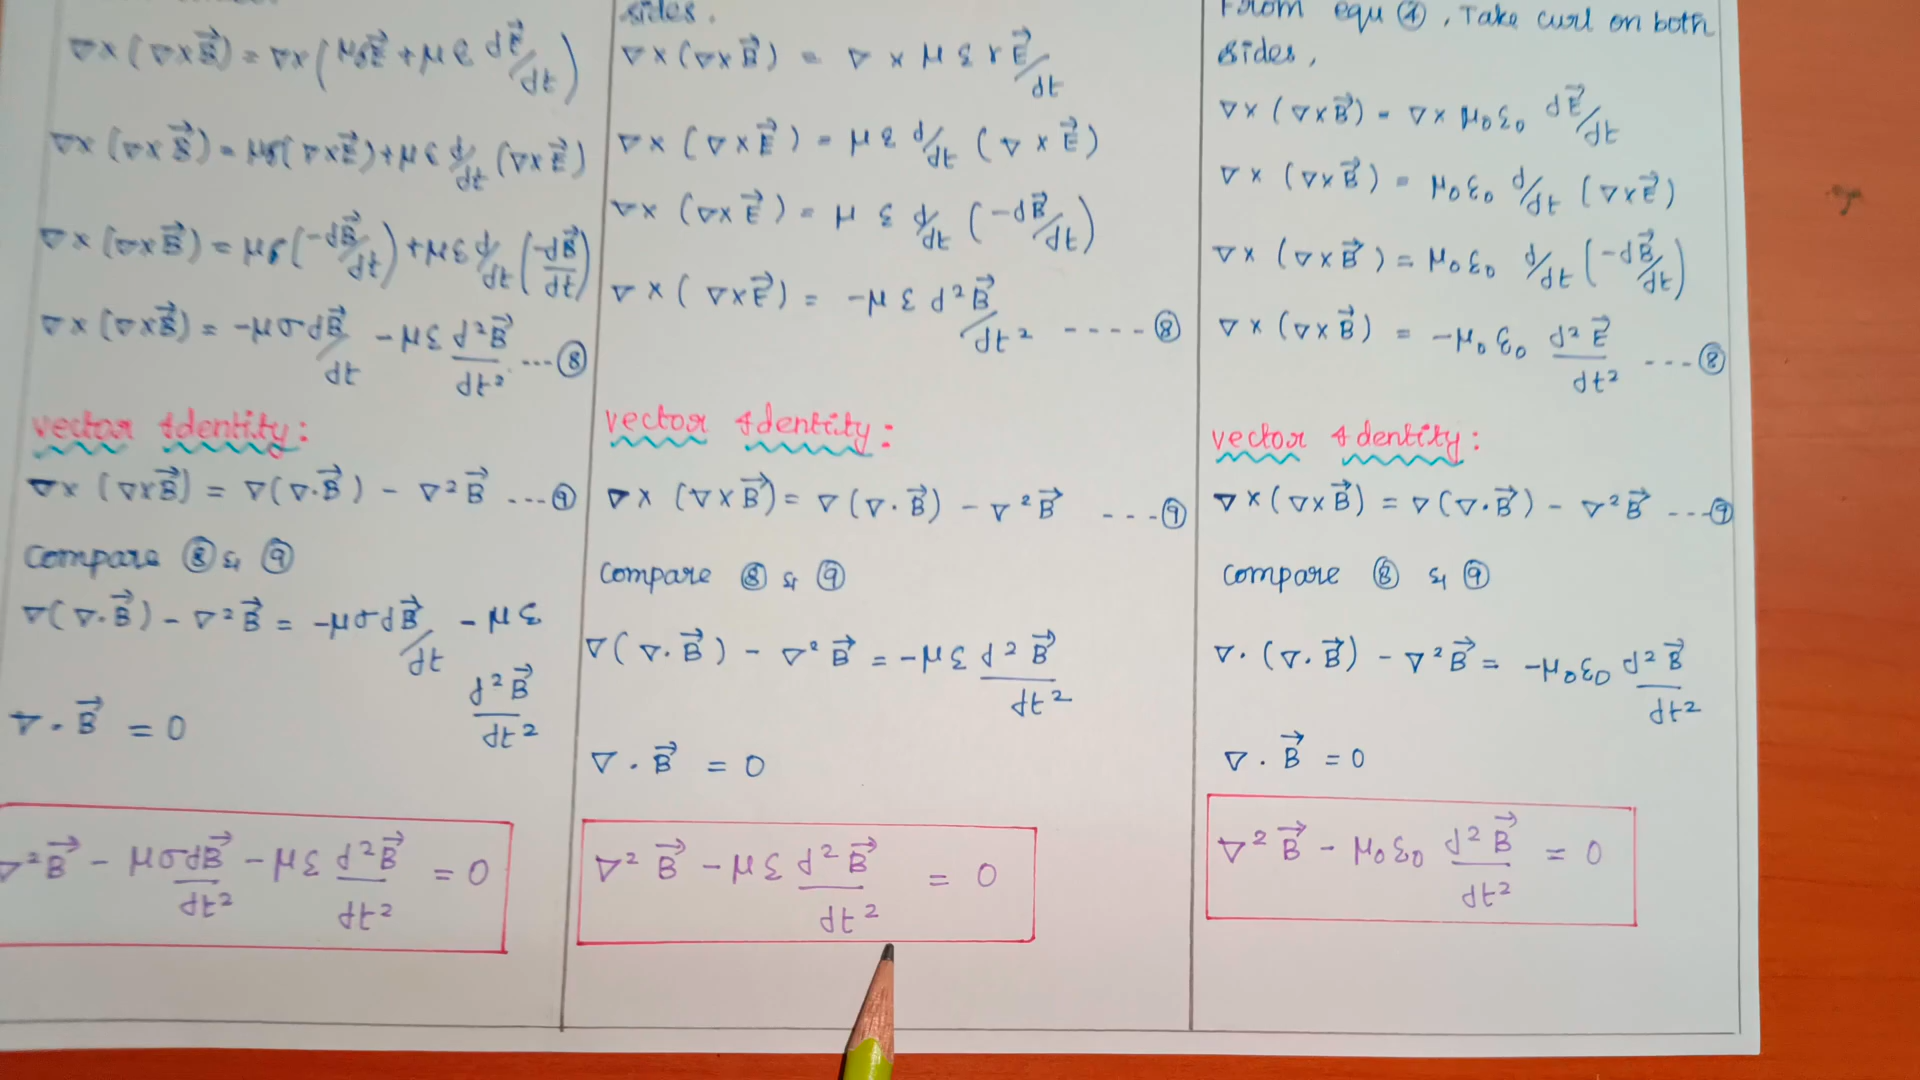 ∇×(∇×B⃗) = ∇×(μσE⃗ + με dE⃗/dt)
∇×(∇×B⃗) = μσ(∇×E⃗) + με d/dt (∇×E⃗)
∇×(∇×B⃗) = μσ(-dB⃗/dt) + με d/dt (-dB⃗/dt)
∇×(∇×B⃗) = -μσ dB⃗/dt - με d²B⃗/dt² ---⑧
vector Identity:
∇×(∇×B⃗) = ∇(∇·B⃗) - ∇²B⃗ ---⑨
Compare ⑧ & ⑨
∇(∇·B⃗) - ∇²B⃗ = -μσ dB⃗/dt - με
d²B⃗/dt²
∇·B⃗ = 0
∇²B⃗ - μσ dB⃗/dt² - με d²B⃗/dt² = 0
sides.
∇×(∇×B⃗) = ∇ × με
∇×(∇×E⃗) = με d/dt (∇×E⃗)
∇×(∇×E⃗) = με d/dt (-dB⃗/dt)
∇×(∇×E⃗) = -με d²B⃗/dt² ----⑧
vector Identity:
∇×(∇×B⃗) = ∇(∇·B⃗) - ∇²B⃗ ---⑨
compare ⑧ & ⑨
∇(∇·B⃗) - ∇²B⃗ = -με d²B⃗/dt²
∇·B⃗ = 0
∇²B⃗ - με d²B⃗/dt² = 0
From equ ④, Take curl on both
sides,
∇×(∇×B⃗) = ∇×μ₀ε₀ dE⃗/dt
∇×(∇×B⃗) = μ₀ε₀ d/dt (∇×E⃗)
∇×(∇×B⃗) = μ₀ε₀ d/dt (-dB⃗/dt)
∇×(∇×B⃗) = -μ₀ε₀ d²B⃗/dt² ---⑧
vector Identity:
∇×(∇×B⃗) = ∇(∇·B⃗) - ∇²B⃗ ---⑨
compare ⑧ & ⑨
∇·(∇·B⃗) - ∇²B⃗ = -μ₀ε₀ d²B⃗/dt²
∇·B⃗ = 0
∇²B⃗ - μ₀ε₀ d²B⃗/dt² = 0